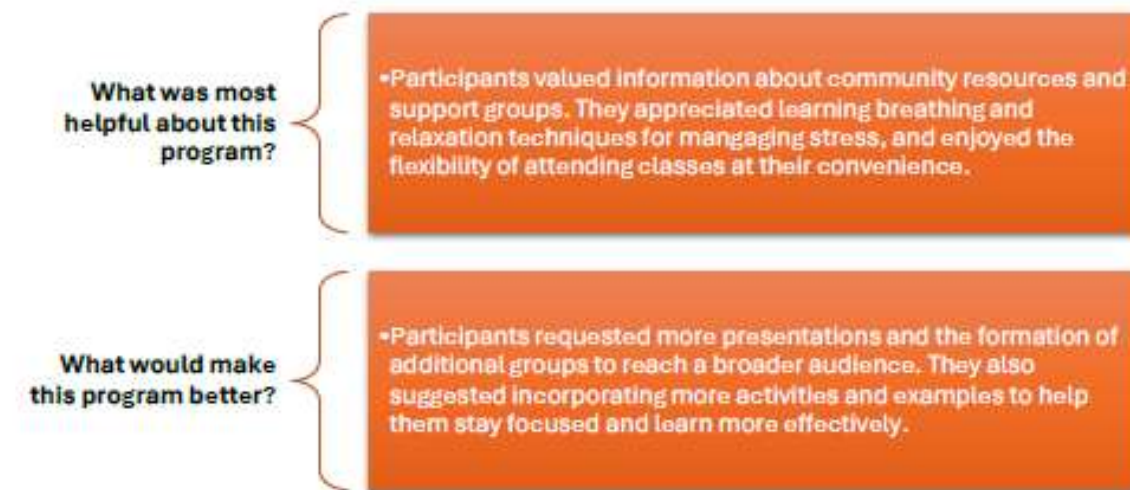 What was most
helpful about this
program?
•Participants valued information about community resources and
support groups. They appreciated learning breathing and
relaxation techniques for mangaging stress, and enjoyed the
flexibility of attending classes at their convenience.
What would make
this program better?
•Participants requested more presentations and the formation of
additional groups to reach a broader audience. They also
suggested incorporating more activities and examples to help
them stay focused and learn more effectively.